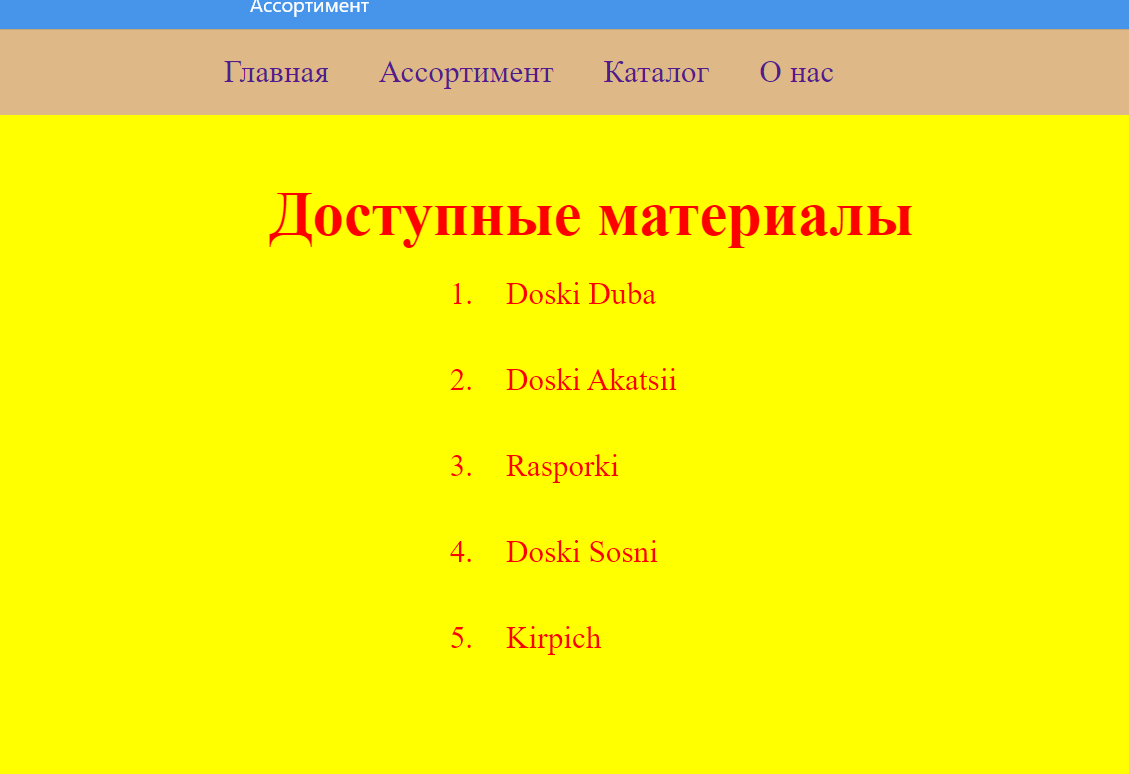 Ассортимент
Главная Ассортимент Каталог О нас
Доступные материалы
1. Doski Duba
2. Doski Akatsii
3. Rasporki
4. Doski Sosni
5. Kirpich